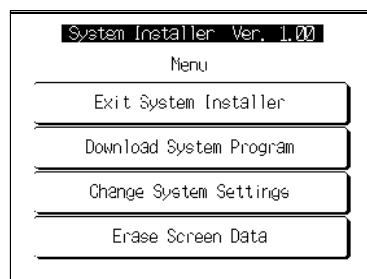 System Installer Ver. 1.00
Menu
Exit System Installer
Download System Program
Change System Settings
Erase Screen Data